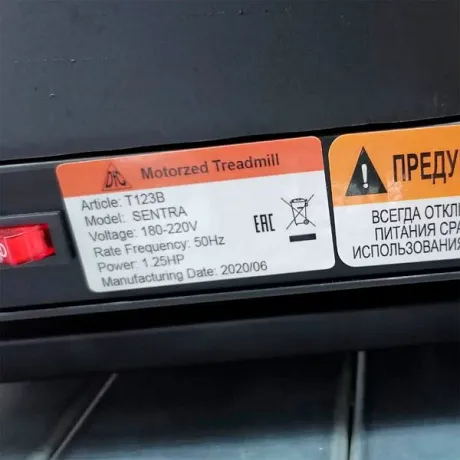 DFC Motorzed Treadmill
Article: T123B
Model: SENTRA
Voltage: 180-220V
Rate Frequency: 50Hz
Power: 1.25HP
Manufacturing Date: 2020/06
EAC
ПРЕДУ
ВСЕГДА ОТКЛ
ПИТАНИЯ СРА
ИСПОЛЬЗОВАНИЯ